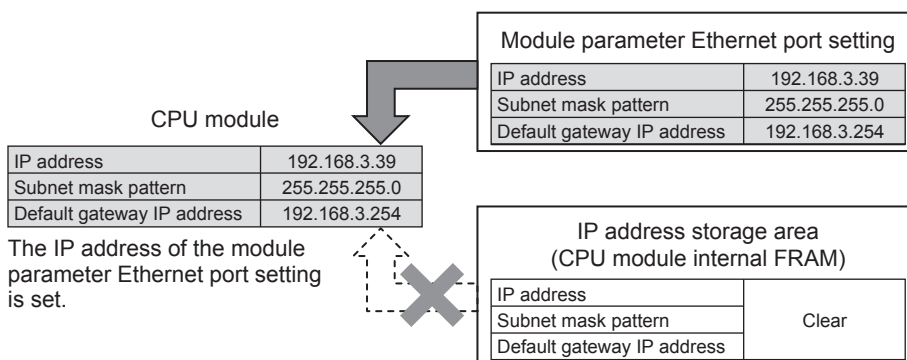 Module parameter Ethernet port setting
IP address 192.168.3.39
Subnet mask pattern 255.255.255.0
Default gateway IP address 192.168.3.254
CPU module
IP address 192.168.3.39
Subnet mask pattern 255.255.255.0
Default gateway IP address 192.168.3.254
The IP address of the module
parameter Ethernet port setting
is set.
IP address storage area
(CPU module internal FRAM)
IP address
Subnet mask pattern Clear
Default gateway IP address